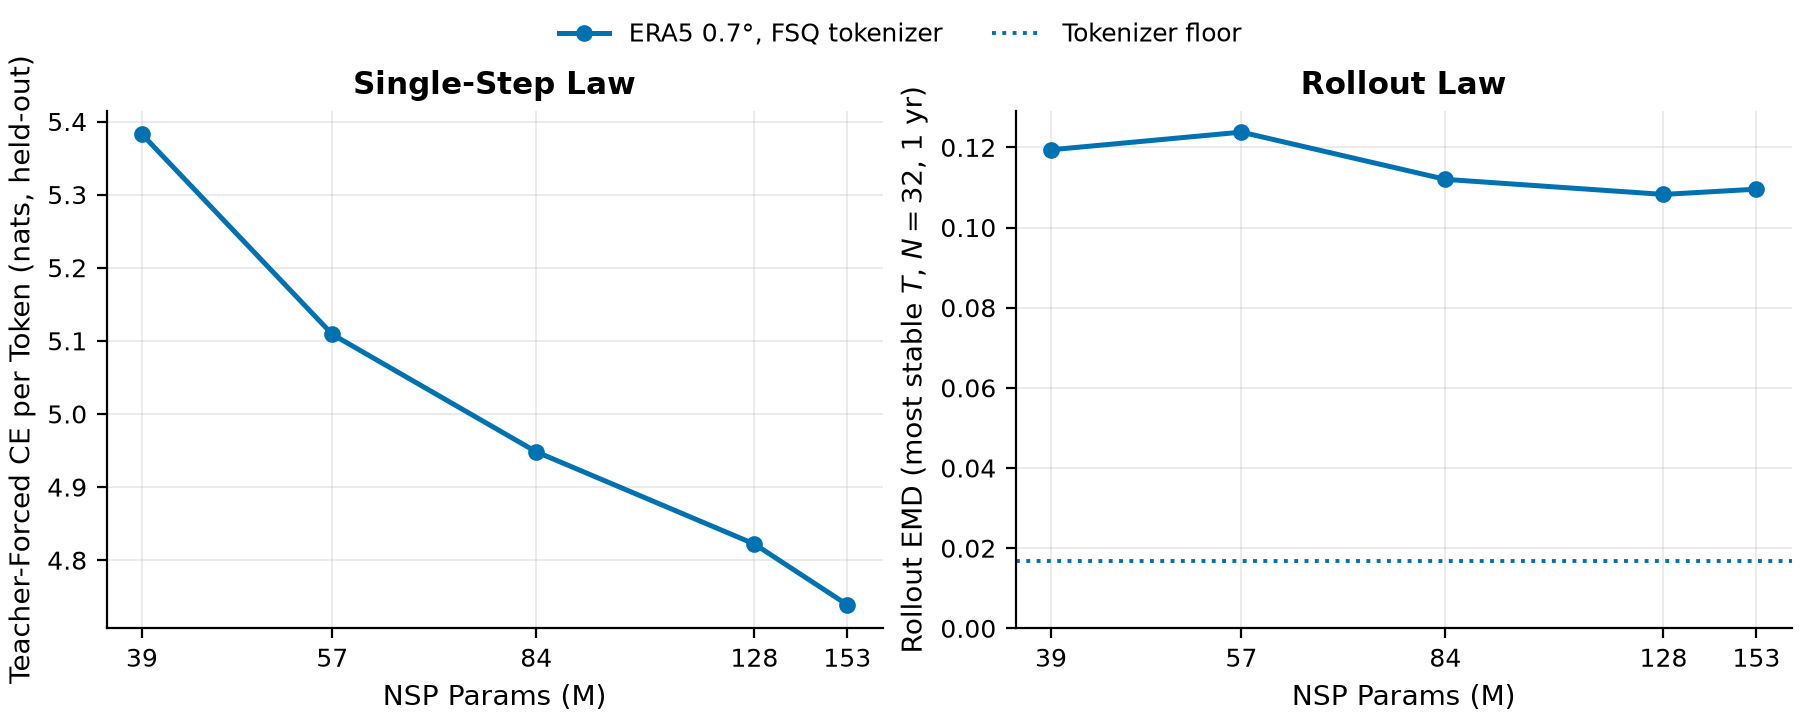 ERA5 0.7°, FSQ tokenizer
Tokenizer floor
Single-Step Law
Teacher-Forced CE per Token (nats, held-out)
5.4
5.3
5.2
5.1
5.0
4.9
4.8
39 57 84 128 153
NSP Params (M)
Rollout Law
Rollout EMD (most stable T, N = 32, 1 yr)
0.12
0.10
0.08
0.06
0.04
0.02
0.00
39 57 84 128 153
NSP Params (M)